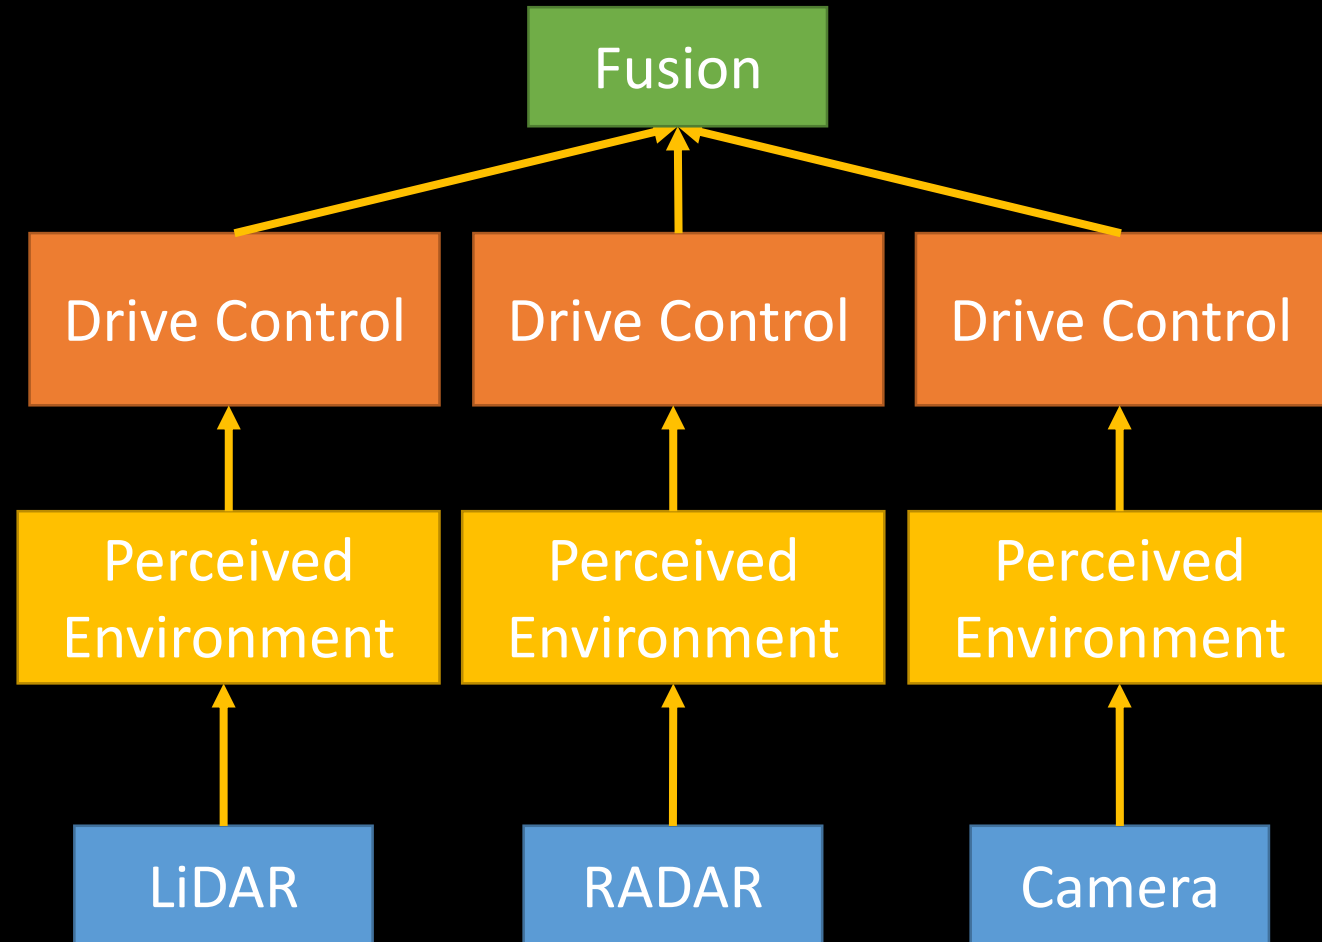 Fusion
Drive Control
Drive Control
Drive Control
Perceived
Environment
Perceived
Environment
Perceived
Environment
LiDAR
RADAR
Camera